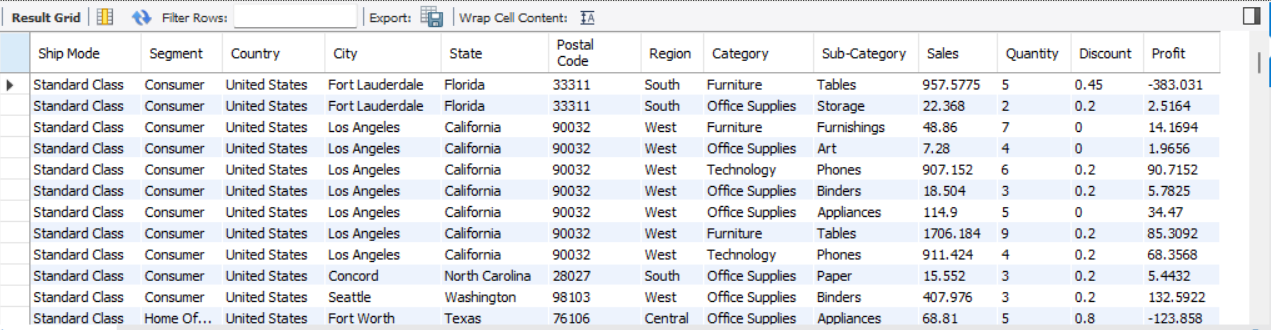 Result Grid Filter Rows: Export: Wrap Cell Content:
Ship Mode Segment Country City State Postal Code Region Category Sub-Category Sales Quantity Discount Profit
Standard Class Consumer United States Fort Lauderdale Florida 33311 South Furniture Tables 957.5775 5 0.45 -383.031
Standard Class Consumer United States Fort Lauderdale Florida 33311 South Office Supplies Storage 22.368 2 0.2 2.5164
Standard Class Consumer United States Los Angeles California 90032 West Furniture Furnishings 48.86 7 0 14.1694
Standard Class Consumer United States Los Angeles California 90032 West Office Supplies Art 7.28 4 0 1.9656
Standard Class Consumer United States Los Angeles California 90032 West Technology Phones 907.152 6 0.2 90.7152
Standard Class Consumer United States Los Angeles California 90032 West Office Supplies Binders 18.504 3 0.2 5.7825
Standard Class Consumer United States Los Angeles California 90032 West Office Supplies Appliances 114.9 5 0 34.47
Standard Class Consumer United States Los Angeles California 90032 West Furniture Tables 1706.184 9 0.2 85.3092
Standard Class Consumer United States Los Angeles California 90032 West Technology Phones 911.424 4 0.2 68.3568
Standard Class Consumer United States Concord North Carolina 28027 South Office Supplies Paper 15.552 3 0.2 5.4432
Standard Class Consumer United States Seattle Washington 98103 West Office Supplies Binders 407.976 3 0.2 132.5922
Standard Class Home Of... United States Fort Worth Texas 76106 Central Office Supplies Appliances 68.81 5 0.8 -123.858